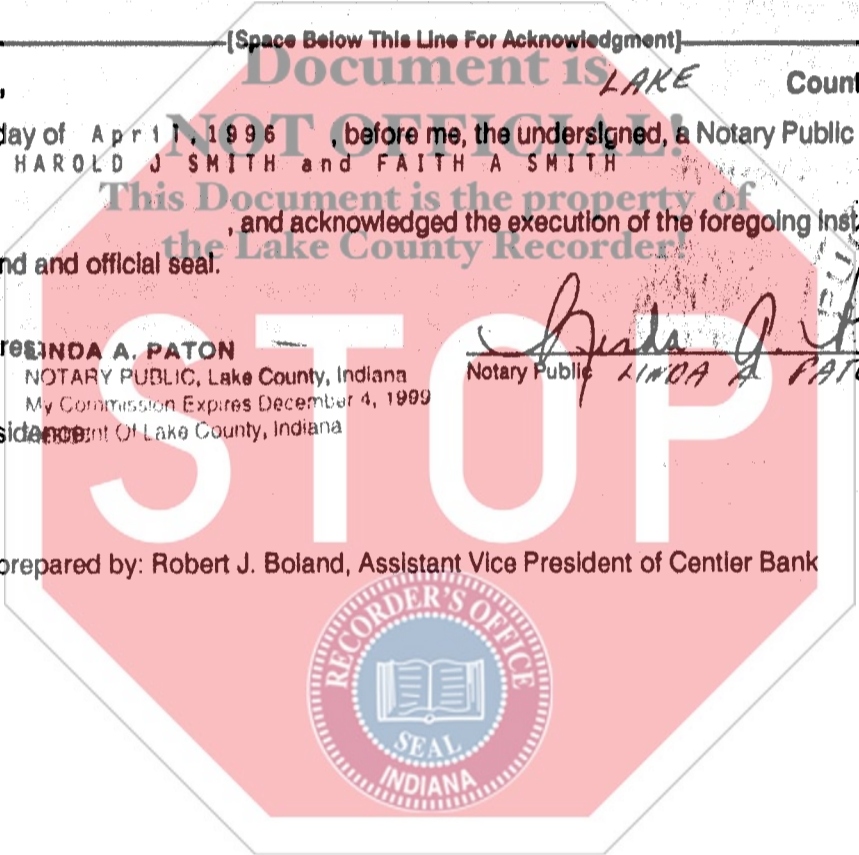 [Space Below This Line For Acknowledgment]
Document is
, LAKE Count
day of April, 1996 , before me, the undersigned, a Notary Public
NOT OFFICIAL!
HAROLD J SMITH and FAITH A SMITH
This Document is the property of
, and acknowledged the execution of the foregoing inst
the Lake County Recorder!
nd and official seal.
res LINDA A. PATON
NOTARY PUBLIC, Lake County, Indiana
My Commission Expires December 4, 1999
sidence: Of Lake County, Indiana
Linda A.
Notary Public LINDA A PATO
STOP
prepared by: Robert J. Boland, Assistant Vice President of Centier Bank
RECORDER'S OFFICE
SEAL
INDIANA